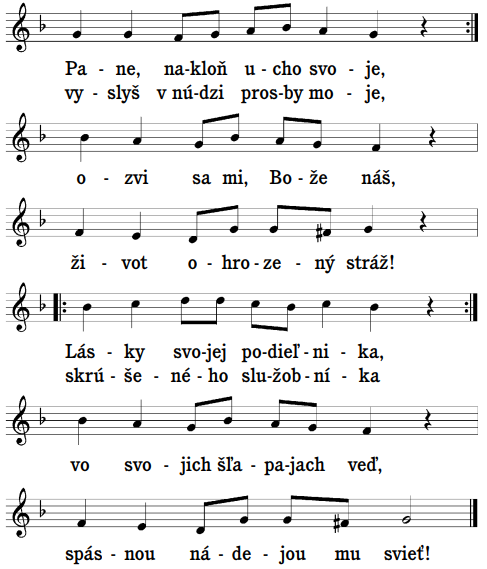 Pa - ne, na-kloň u - cho svo - je,
vy - slyš v nú-dzi pros-by mo - je,
o - zvi sa mi, Bo - že náš,
ži - vot o - hro - ze - ný stráž!
Lás - ky svo-jej po-dieľ-ni - ka,
skrú-še-né-ho slu-žob-ní - ka
vo svo - jich šľa - pa-jach veď,
spás - nou ná - de - jou mu svieť!